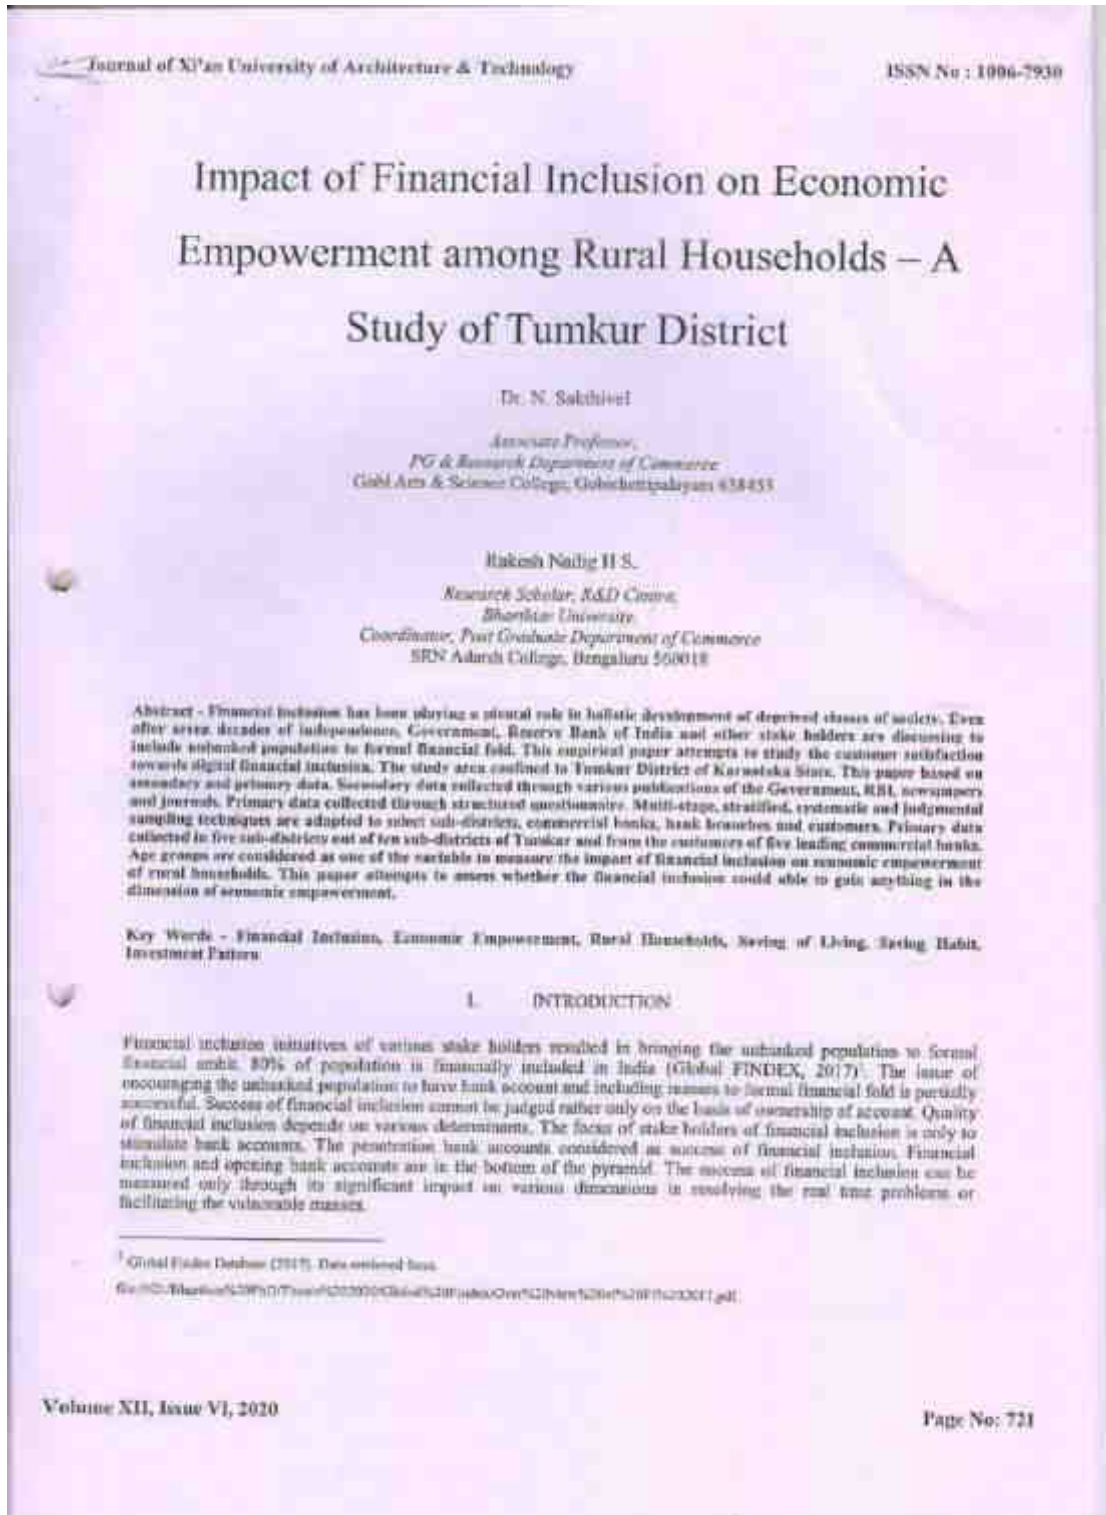 Journal of Xi'an University of Architecture & Technology
ISSN No : 1006-7930
Impact of Financial Inclusion on Economic
Empowerment among Rural Households – A
Study of Tumkur District
Dr. N. Sakthivel
Associate Professor,
PG & Research Department of Commerce
Gobi Arts & Science College, Gobichettipalayam 638453
Rakesh Nadig H S.
Research Scholar, R&D Centre,
Bharthiar University
Coordinator, Post Graduate Department of Commerce
SRN Adarsh College, Bengaluru 560018
Abstract - Financial inclusion has been playing a pivotal role in holistic development of deprived classes of society. Even
after seven decades of independence, Government, Reserve Bank of India and other stake holders are discussing to
include unbanked population to formal financial fold. This empirical paper attempts to study the customer satisfaction
towards digital financial inclusion. The study area confined to Tumkur District of Karnataka State. This paper based on
secondary and primary data. Secondary data collected through various publications of the Government, RBI, newspapers
and journals. Primary data collected through structured questionnaire. Multi-stage, stratified, systematic and judgmental
sampling techniques are adapted to select sub-districts, commercial banks, bank branches and customers. Primary data
collected in five sub-districts out of ten sub-districts of Tumkur and from the customers of five leading commercial banks.
Age groups are considered as one of the variable to measure the impact of financial inclusion on economic empowerment
of rural households. This paper attempts to assess whether the financial inclusion could able to gain anything in the
dimension of economic empowerment.
Key Words - Financial Inclusion, Economic Empowerment, Rural Households, Saving of Living, Saving Habit,
Investment Pattern
I. INTRODUCTION
Financial inclusion initiatives of various stake holders resulted in bringing the unbanked population to formal
financial ambit. 80% of population is financially included in India (Global FINDEX, 2017)¹. The issue of
encouraging the unbanked population to have bank account and including masses to formal financial fold is partially
successful. Success of financial inclusion cannot be judged rather only on the basis of ownership of account. Quality
of financial inclusion depends on various determinants. The focus of stake holders of financial inclusion is only to
stimulate bank accounts. The penetration bank accounts considered as success of financial inclusion. Financial
inclusion and opening bank accounts are in the bottom of the pyramid. The success of financial inclusion can be
measured only through its significant impact on various dimensions in resolving the real time problems or
facilitating the vulnerable masses.
¹ Global Findex Database (2017). Data retrieved from
Volume XII, Issue VI, 2020
Page No: 721